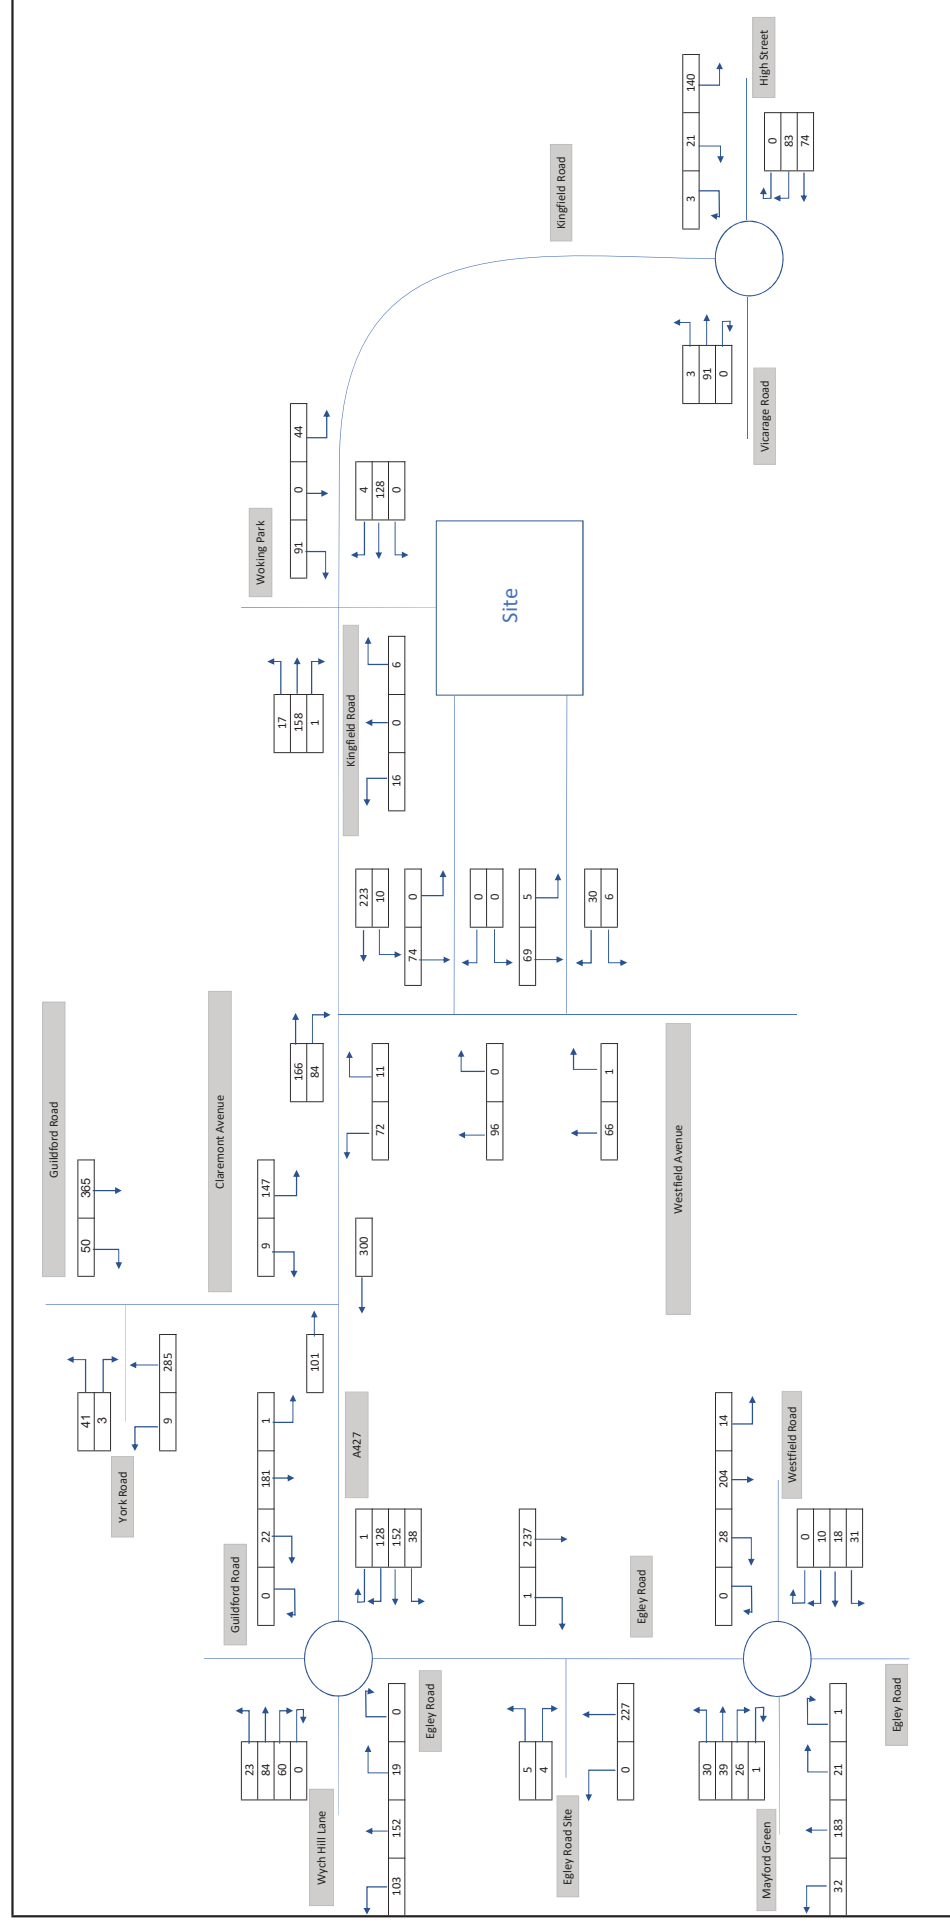 Guildford Road
50 365
41
3
York Road
9 285
Claremont Avenue
Guildford Road
23
84
60
0
Woking Park
0 22 181 1
9 147
17
158
1
91 0 44
166
84
101
Wych Hill Lane
Kingfield Road
A427
1
128
152
38
300
72 11
223
10
4
128
0
103 152 19 0
16 0 6
74 0
Egley Road
0
0
96 0
Site
5
4
1 237
69 5
Kingfield Road
Egley Road Site
30
6
66 1
0 227
Egley Road
Westfield Avenue
3 21 140
3
91
0
30
39
26
1
0 28 204 14
High Street
Vicarage Road
Mayford Green
0
83
74
Westfield Road
0
10
18
31
32 183 21 1
Egley Road